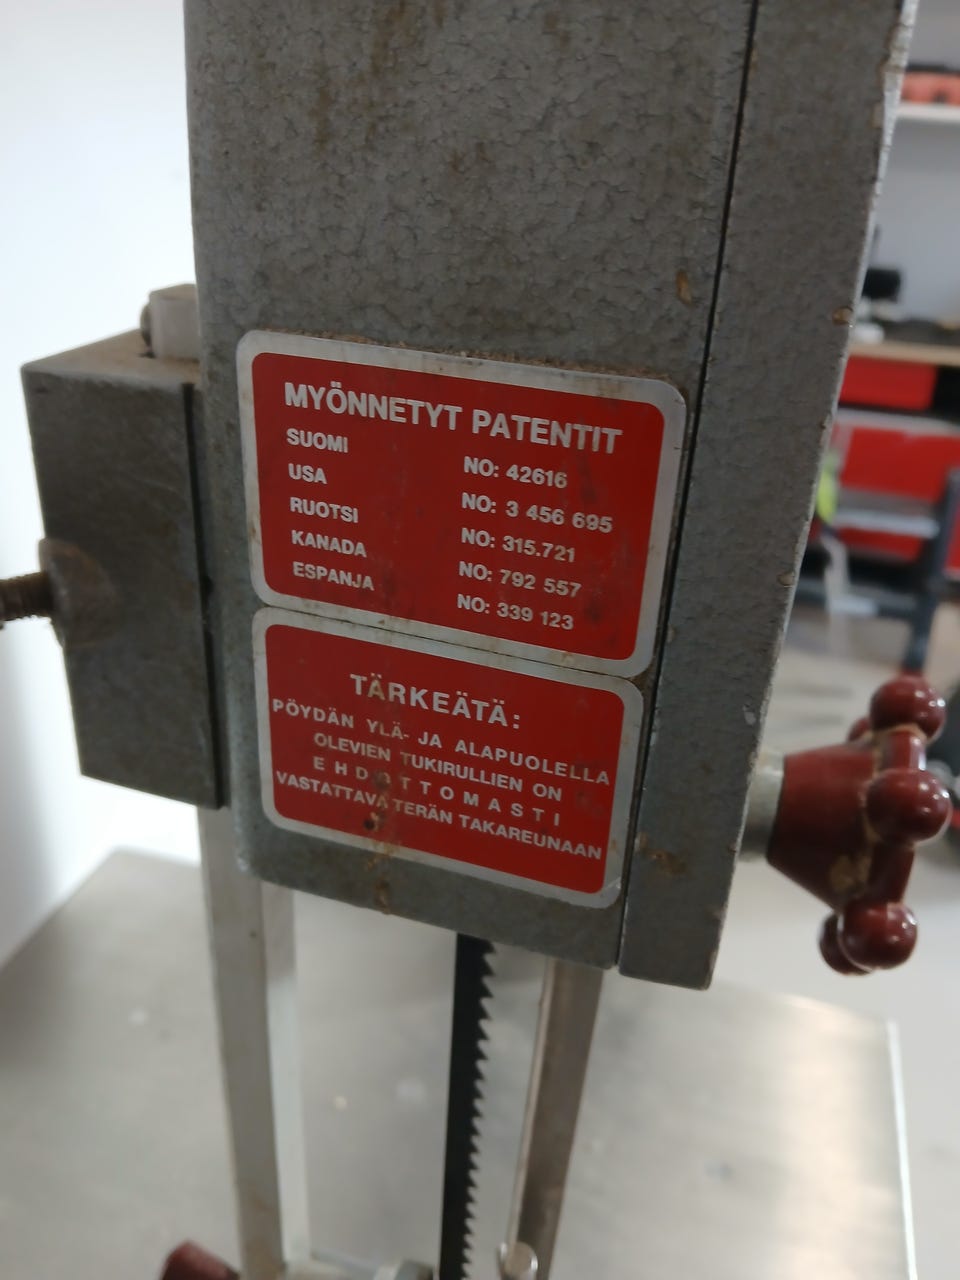 MYÖNNETYT PATENTIT
SUOMI NO: 42616
USA NO: 3 456 695
RUOTSI NO: 315.721
KANADA NO: 792 557
ESPANJA NO: 339 123
TÄRKEÄTÄ:
PÖYDÄN YLÄ- JA ALAPUOLELLA
OLEVIEN TUKIRULLIEN ON
EHDOTTOMASTI
VASTATTAVA TERÄN TAKAREUNAAN